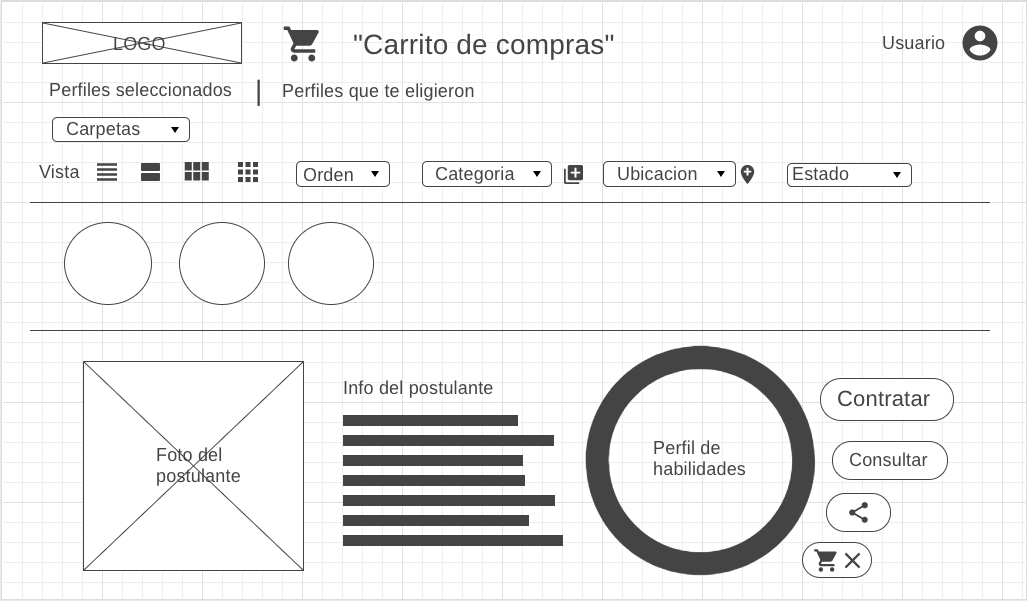 LOGO
"Carrito de compras"
Usuario
Perfiles seleccionados
Perfiles que te eligieron
Carpetas
Vista
Orden
Categoria
Ubicacion
Estado
Foto del
postulante
Info del postulante
Perfil de
habilidades
Contratar
Consultar